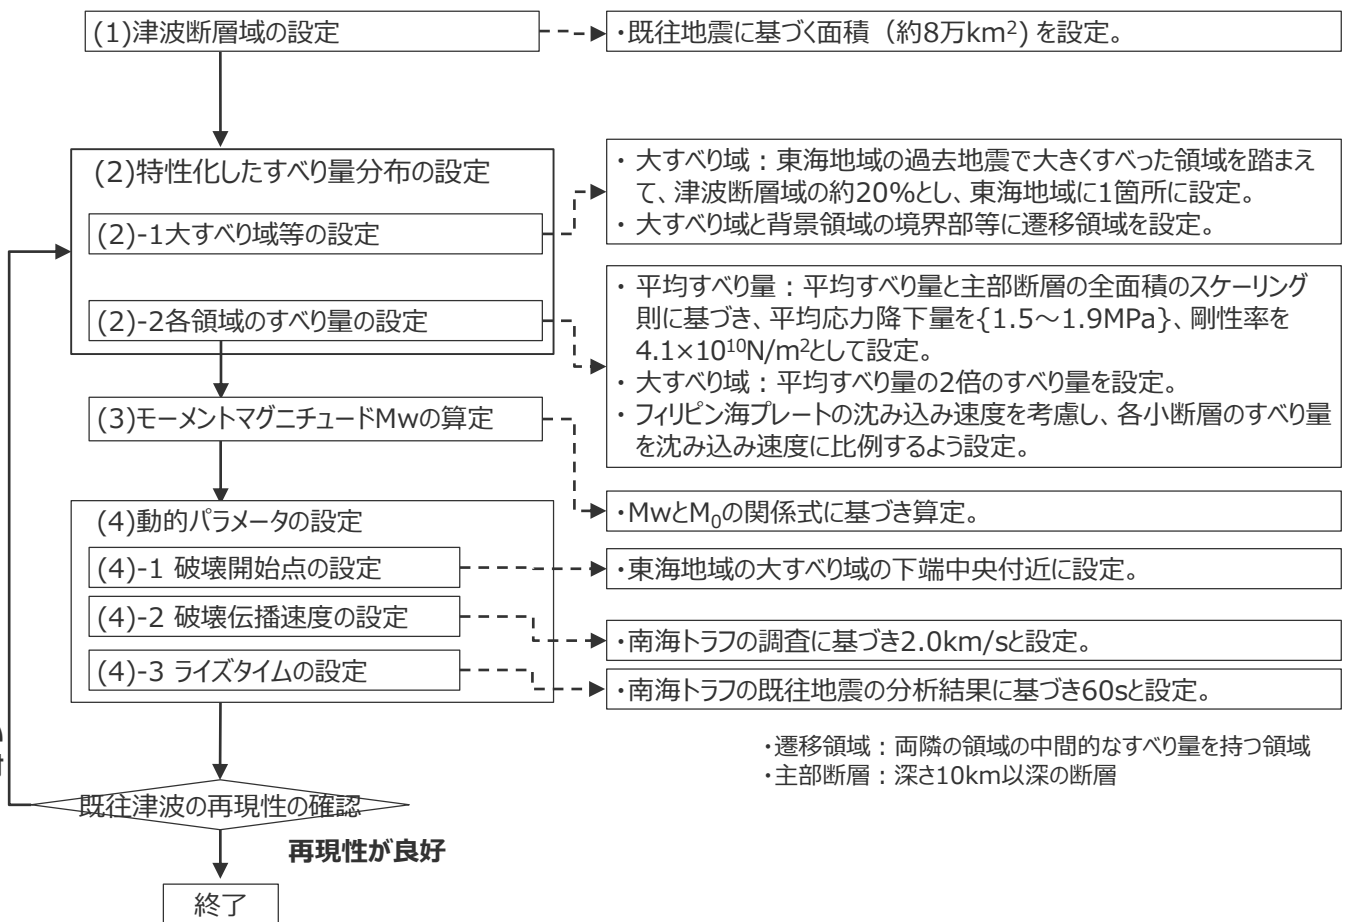 (1)津波断層域の設定
・既往地震に基づく面積（約8万km²) を設定。
(2)特性化したすべり量分布の設定
(2)-1大すべり域等の設定
・ 大すべり域：東海地域の過去地震で大きくすべった領域を踏まえ
て、津波断層域の約20%とし、東海地域に1箇所に設定。
・ 大すべり域と背景領域の境界部等に遷移領域を設定。
(2)-2各領域のすべり量の設定
・ 平均すべり量：平均すべり量と主部断層の全面積のスケーリング
則に基づき、平均応力降下量を{1.5～1.9MPa}、剛性率を
4.1×10¹⁰N/m²として設定。
・ 大すべり域：平均すべり量の2倍のすべり量を設定。
・ フィリピン海プレートの沈み込み速度を考慮し、各小断層のすべり量
を沈み込み速度に比例するよう設定。
(3)モーメントマグニチュードMwの算定
・MwとM₀の関係式に基づき算定。
(4)動的パラメータの設定
(4)-1 破壊開始点の設定
・東海地域の大すべり域の下端中央付近に設定。
(4)-2 破壊伝播速度の設定
・南海トラフの調査に基づき2.0km/sと設定。
(4)-3 ライズタイムの設定
・南海トラフの既往地震の分析結果に基づき60sと設定。
・遷移領域：両隣の領域の中間的なすべり量を持つ領域
・主部断層：深さ10km以深の断層
既往津波の再現性の確認
再現性が良好
終了